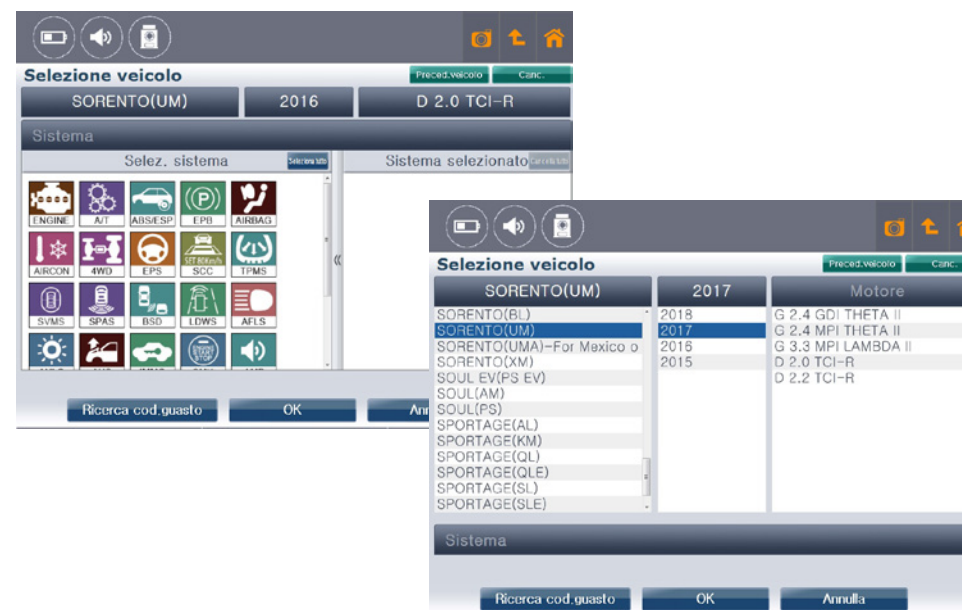 Selezione veicolo
Preced.veicolo Canc.
SORENTO(UM) 2016 D 2.0 TCI-R
Sistema
Selez. sistema Seleziona tutti Sistema selezionato
ENGINE A/T ABS/ESP EPB AIRBAG
SET 80Km/h
AIRCON 4WD EPS SCC TPMS
SVMS SPAS BSD LDWS AFLS
Ricerca cod.guasto OK
Selezione veicolo
Preced.veicolo Canc.
SORENTO(UM) 2017 Motore
SORENTO(BL) 2018 G 2.4 GDI THETA II
SORENTO(UM) 2017 G 2.4 MPI THETA II
SORENTO(UMA)-For Mexico o 2016 G 3.3 MPI LAMBDA II
SORENTO(XM) 2015 D 2.0 TCI-R
SOUL EV(PS EV) D 2.2 TCI-R
SOUL(AM)
SOUL(PS)
SPORTAGE(AL)
SPORTAGE(KM)
SPORTAGE(QL)
SPORTAGE(QLE)
SPORTAGE(SL)
SPORTAGE(SLE)
Sistema
Ricerca cod.guasto OK Annulla